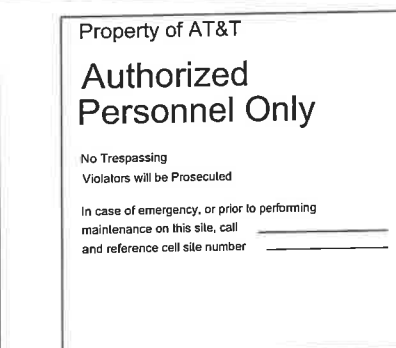 Property of AT&T
Authorized
Personnel Only
No Trespassing
Violators will be Prosecuted
In case of emergency, or prior to performing
maintenance on this site, call
and reference cell site number